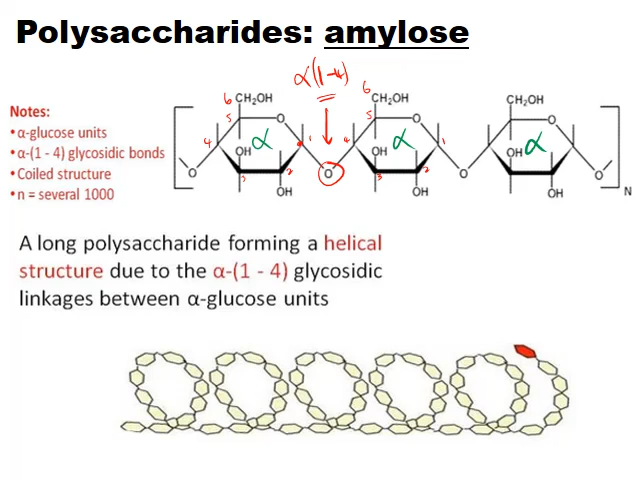 Polysaccharides: amylose
α(1-4)
Notes:
•α-glucose units
•α-(1 - 4) glycosidic bonds
•Coiled structure
•n = several 1000
6 CH₂OH
6 CH₂OH
CH₂OH
5 O
5 O
O
4 OH α 1
4 OH α 1
OH α
O 3 2 O 3 2 O O
OH
OH
OH
N
A long polysaccharide forming a helical
structure due to the α-(1 - 4) glycosidic
linkages between α-glucose units